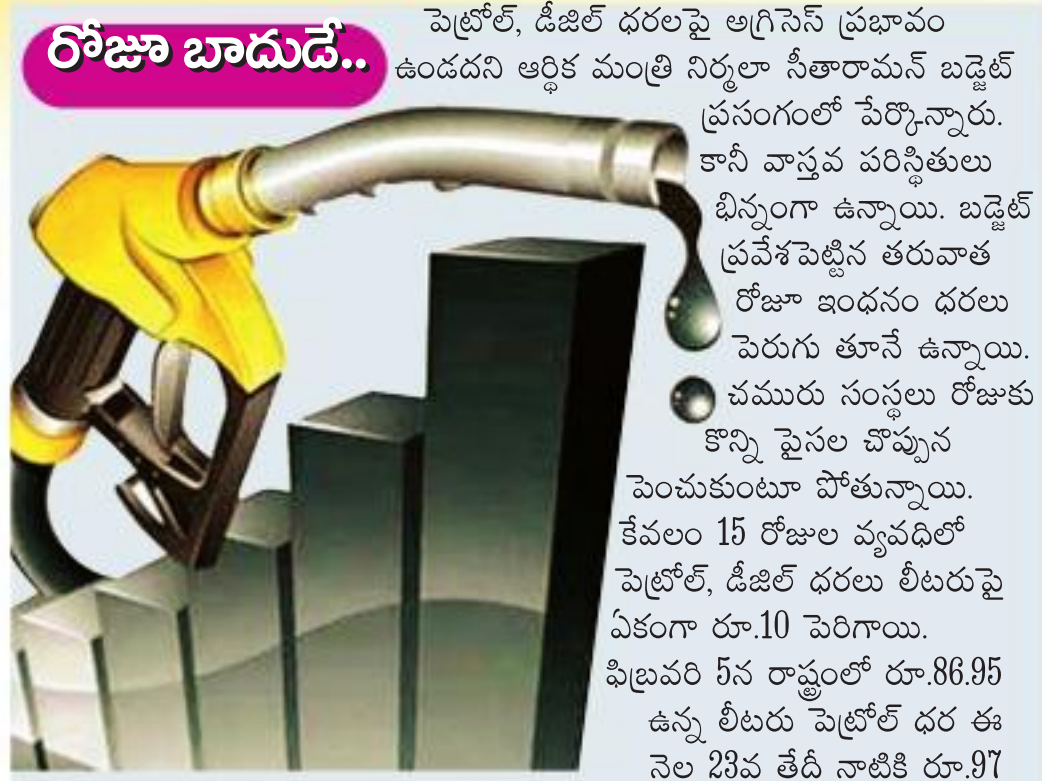 రోజూ బాదుడే..
పెట్రోల్, డీజిల్ ధరలపై అగ్రిసెస్ ప్రభావం
ఉండదని ఆర్థిక మంత్రి నిర్మలా సీతారామన్ బడ్జెట్
ప్రసంగంలో పేర్కొన్నారు.
కానీ వాస్తవ పరిస్థితులు
భిన్నంగా ఉన్నాయి. బడ్జెట్
ప్రవేశపెట్టిన తరువాత
రోజూ ఇంధనం ధరలు
పెరుగు తూనే ఉన్నాయి.
చమురు సంస్థలు రోజుకు
కొన్ని పైసల చొప్పున
పెంచుకుంటూ పోతున్నాయి.
కేవలం 15 రోజుల వ్యవధిలో
పెట్రోల్, డీజిల్ ధరలు లీటరుపై
ఏకంగా రూ.10 పెరిగాయి.
ఫిబ్రవరి 5న రాష్ట్రంలో రూ.86.95
ఉన్న లీటరు పెట్రోల్ ధర ఈ
నెల 23వ తేదీ నాటికి రూ.97